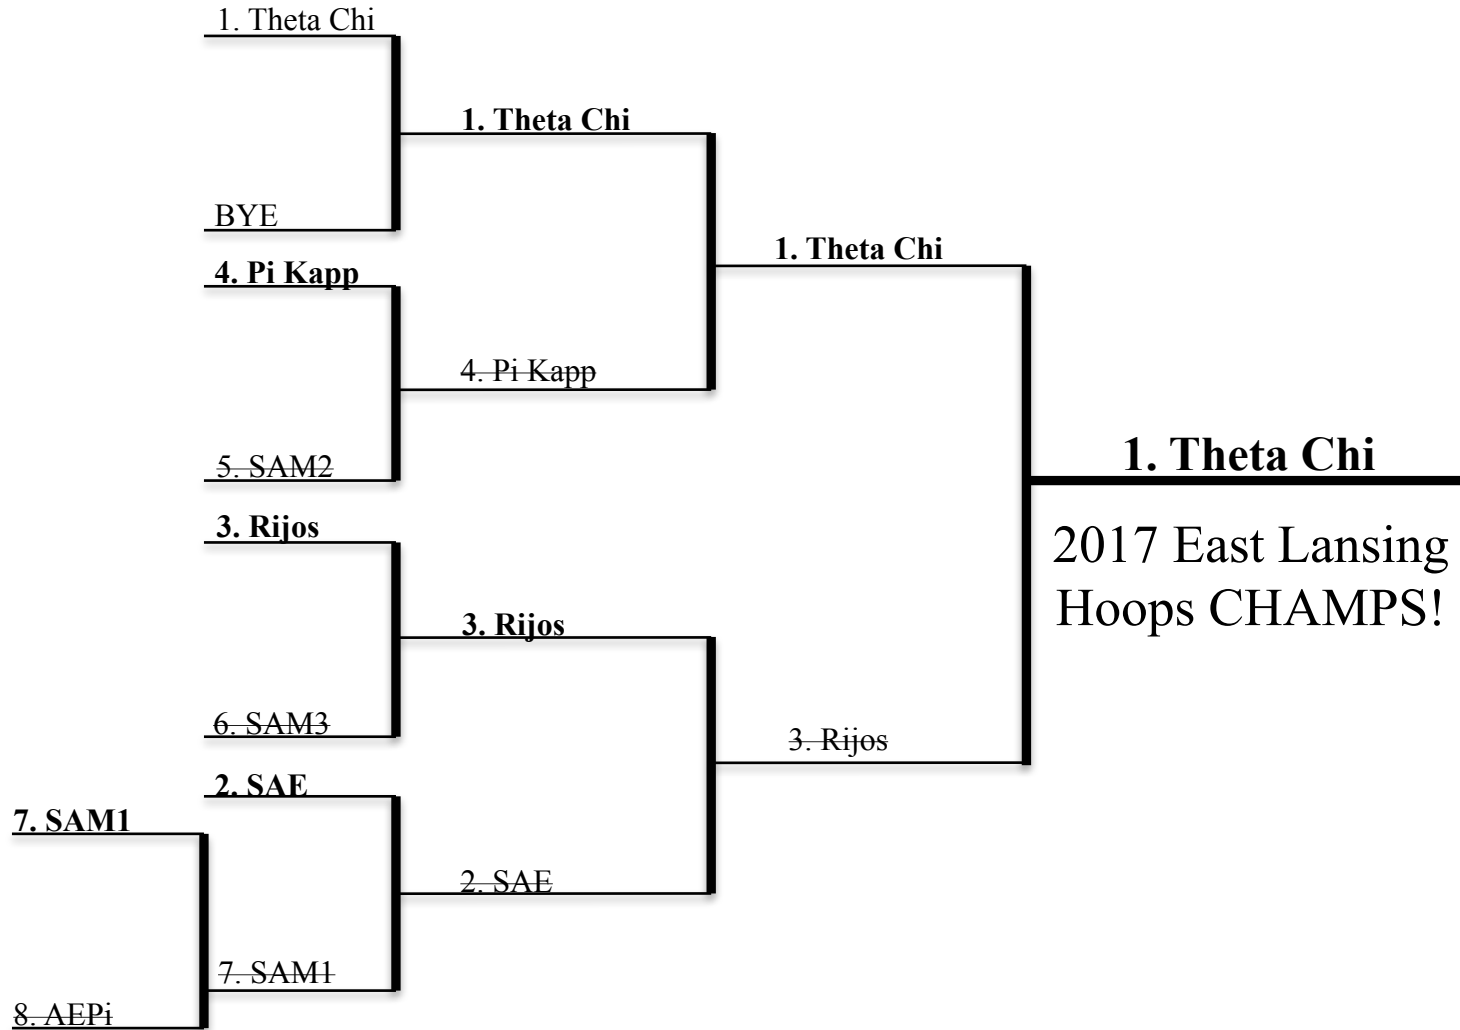 1. Theta Chi
1. Theta Chi
BYE
1. Theta Chi
4. Pi Kapp
4. Pi Kapp
5. SAM2
1. Theta Chi
2017 East Lansing
Hoops CHAMPS!
3. Rijos
3. Rijos
6. SAM3
3. Rijos
2. SAE
7. SAM1
2. SAE
7. SAM1
8. AEPi